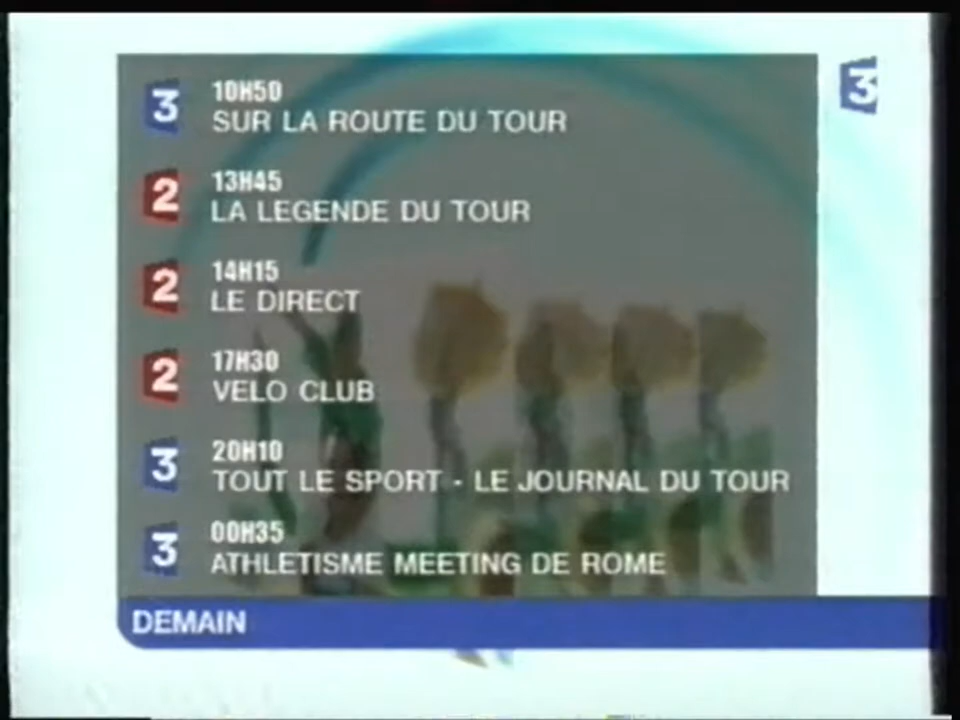 3
10H50
SUR LA ROUTE DU TOUR
3
2
13H45
LA LEGENDE DU TOUR
2
14H15
LE DIRECT
2
17H30
VELO CLUB
3
20H10
TOUT LE SPORT - LE JOURNAL DU TOUR
3
00H35
ATHLETISME MEETING DE ROME
DEMAIN